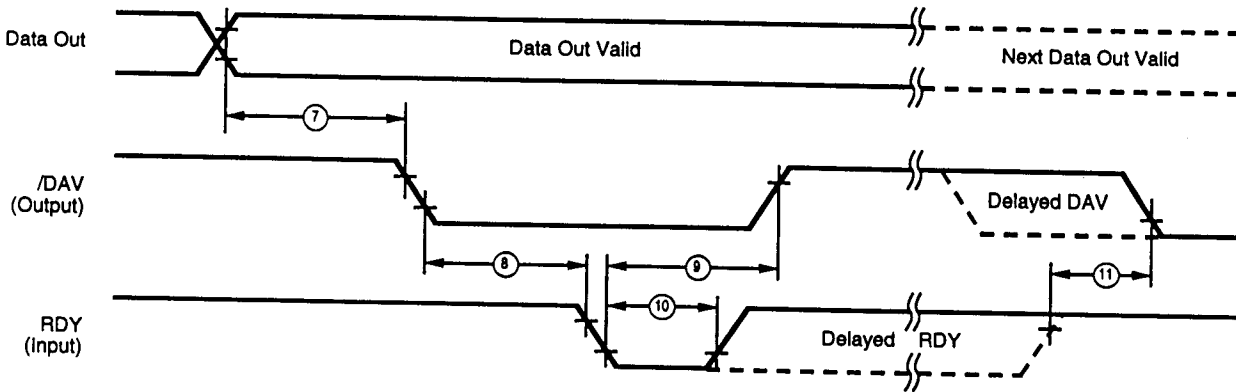 Data Out
Data Out Valid
Next Data Out Valid
7
/DAV
(Output)
Delayed DAV
8
9
11
10
RDY
(Input)
Delayed RDY